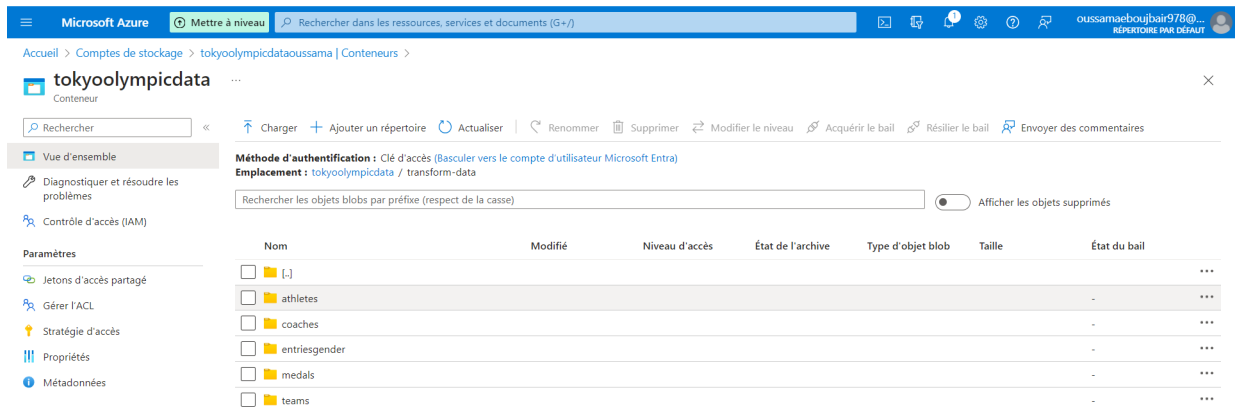 Microsoft Azure
Mettre à niveau
Rechercher dans les ressources, services et documents (G+/)
1
oussamaeboujbair978@...
RÉPERTOIRE PAR DÉFAUT
Accueil > Comptes de stockage > tokyoolympicdataoussama | Conteneurs >
tokyoolympicdata ...
Conteneur
Rechercher
Charger Ajouter un répertoire Actualiser Renommer Supprimer Modifier le niveau Acquérir le bail Résilier le bail Envoyer des commentaires
Vue d'ensemble
Diagnostiquer et résoudre les
problèmes
Contrôle d'accès (IAM)
Paramètres
Jetons d'accès partagé
Gérer l'ACL
Stratégie d'accès
Propriétés
Métadonnées
Méthode d'authentification : Clé d'accès (Basculer vers le compte d'utilisateur Microsoft Entra)
Emplacement : tokyoolympicdata / transform-data
Rechercher les objets blobs par préfixe (respect de la casse)
Afficher les objets supprimés
Nom Modifié Niveau d'accès État de l'archive Type d'objet blob Taille État du bail
[..] ...
athletes - ...
coaches - ...
entriesgender - ...
medals - ...
teams - ...